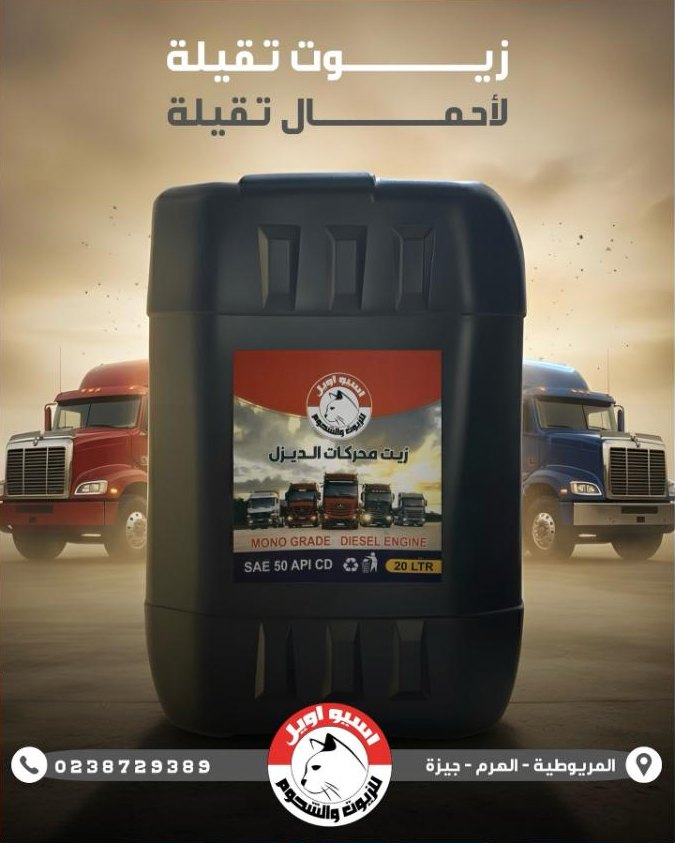 زيـــــوت تقيلة
لأحمـــــال تقيلة
اسيو اويل
للزيوت والشحوم
زيت محركات الديزل
MONO GRADE DIESEL ENGINE
SAE 50 API CD
20 LTR
اسيو اويل
للزيوت والشحوم
0238729389
المريوطية - الهرم - جيزة